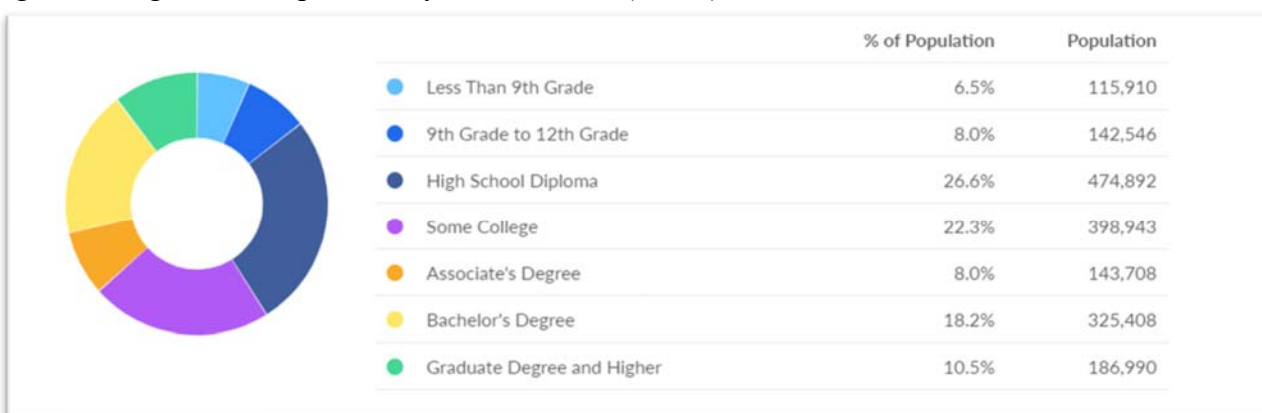 % of Population Population
Less Than 9th Grade 6.5% 115,910
9th Grade to 12th Grade 8.0% 142,546
High School Diploma 26.6% 474,892
Some College 22.3% 398,943
Associate's Degree 8.0% 143,708
Bachelor's Degree 18.2% 325,408
Graduate Degree and Higher 10.5% 186,990